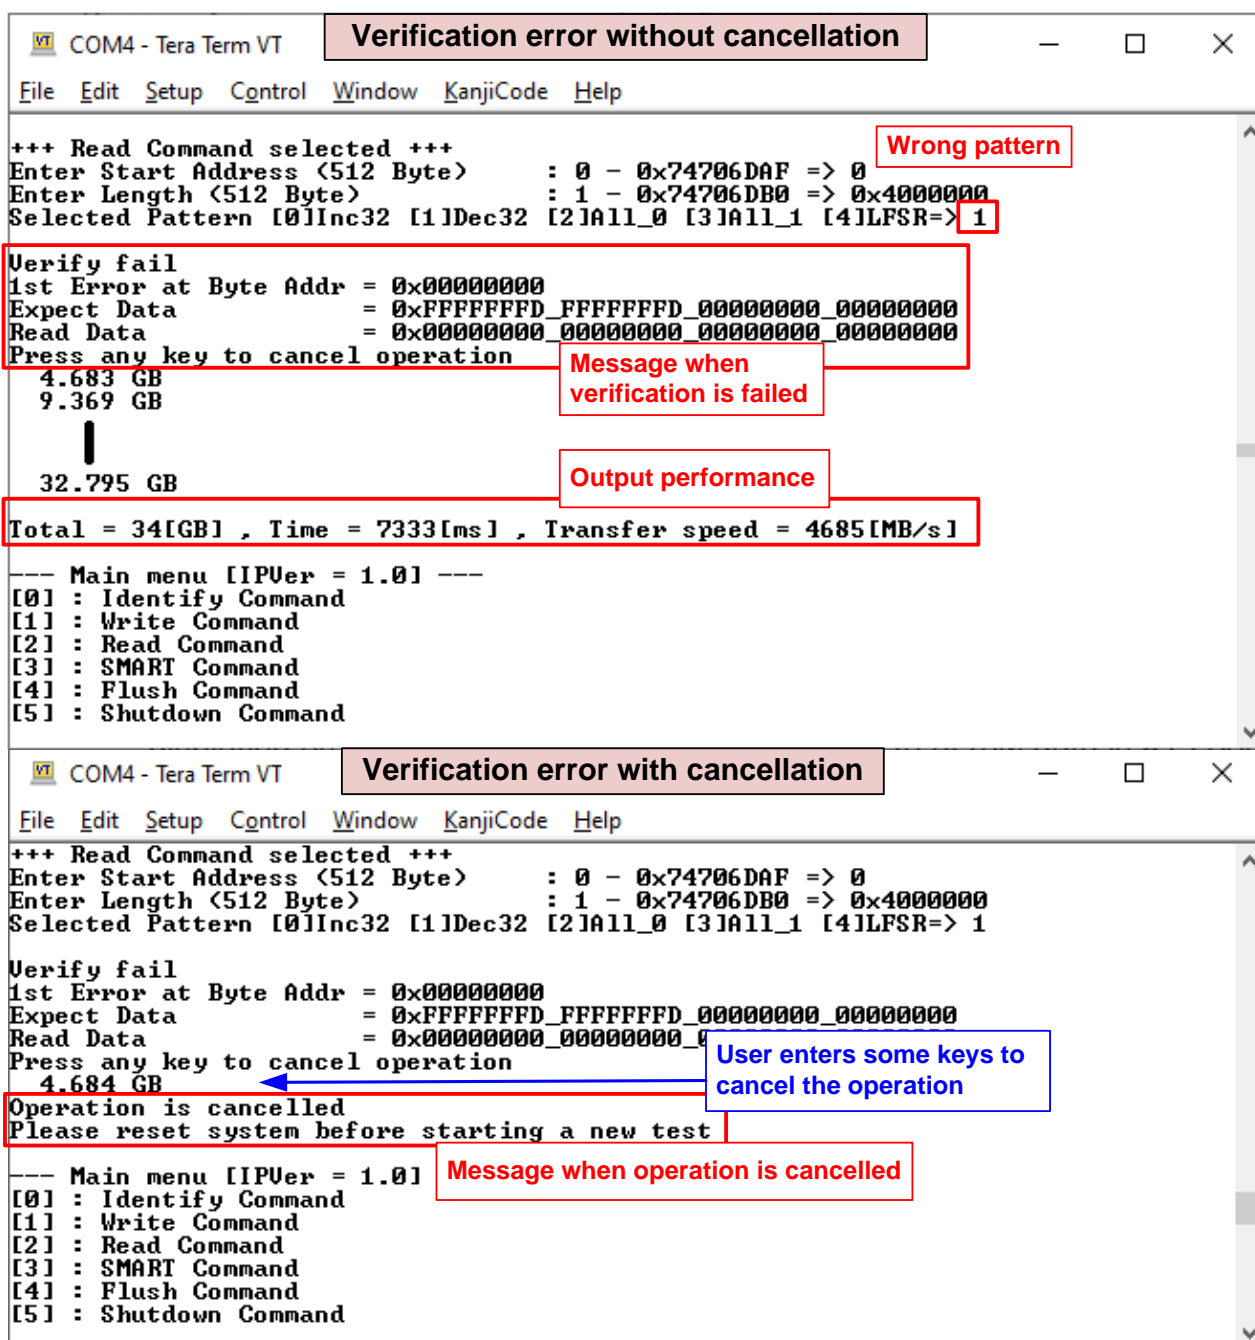 COM4 - Tera Term VT
Verification error without cancellation
File Edit Setup Control Window KanjiCode Help
+++ Read Command selected +++
Wrong pattern
Enter Start Address (512 Byte) : 0 - 0x74706DAF => 0
Enter Length (512 Byte) : 1 - 0x74706DB0 => 0x4000000
Selected Pattern [0]Inc32 [1]Dec32 [2]All_0 [3]All_1 [4]LFSR=> 1
Verify fail
1st Error at Byte Addr = 0x00000000
Expect Data = 0xFFFFFFFD_FFFFFFFD_00000000_00000000
Read Data = 0x00000000_00000000_00000000_00000000
Press any key to cancel operation
Message when
verification is failed
4.683 GB
9.369 GB
32.795 GB
Output performance
Total = 34[GB] , Time = 7333[ms] , Transfer speed = 4685[MB/s]
--- Main menu [IPVer = 1.0] ---
[0] : Identify Command
[1] : Write Command
[2] : Read Command
[3] : SMART Command
[4] : Flush Command
[5] : Shutdown Command
COM4 - Tera Term VT
Verification error with cancellation
File Edit Setup Control Window KanjiCode Help
+++ Read Command selected +++
Enter Start Address (512 Byte) : 0 - 0x74706DAF => 0
Enter Length (512 Byte) : 1 - 0x74706DB0 => 0x4000000
Selected Pattern [0]Inc32 [1]Dec32 [2]All_0 [3]All_1 [4]LFSR=> 1
Verify fail
1st Error at Byte Addr = 0x00000000
Expect Data = 0xFFFFFFFD_FFFFFFFD_00000000_00000000
Read Data = 0x00000000_00000000_
Press any key to cancel operation
User enters some keys to
cancel the operation
4.684 GB
Operation is cancelled
Please reset system before starting a new test
Message when operation is cancelled
--- Main menu [IPVer = 1.0]
[0] : Identify Command
[1] : Write Command
[2] : Read Command
[3] : SMART Command
[4] : Flush Command
[5] : Shutdown Command